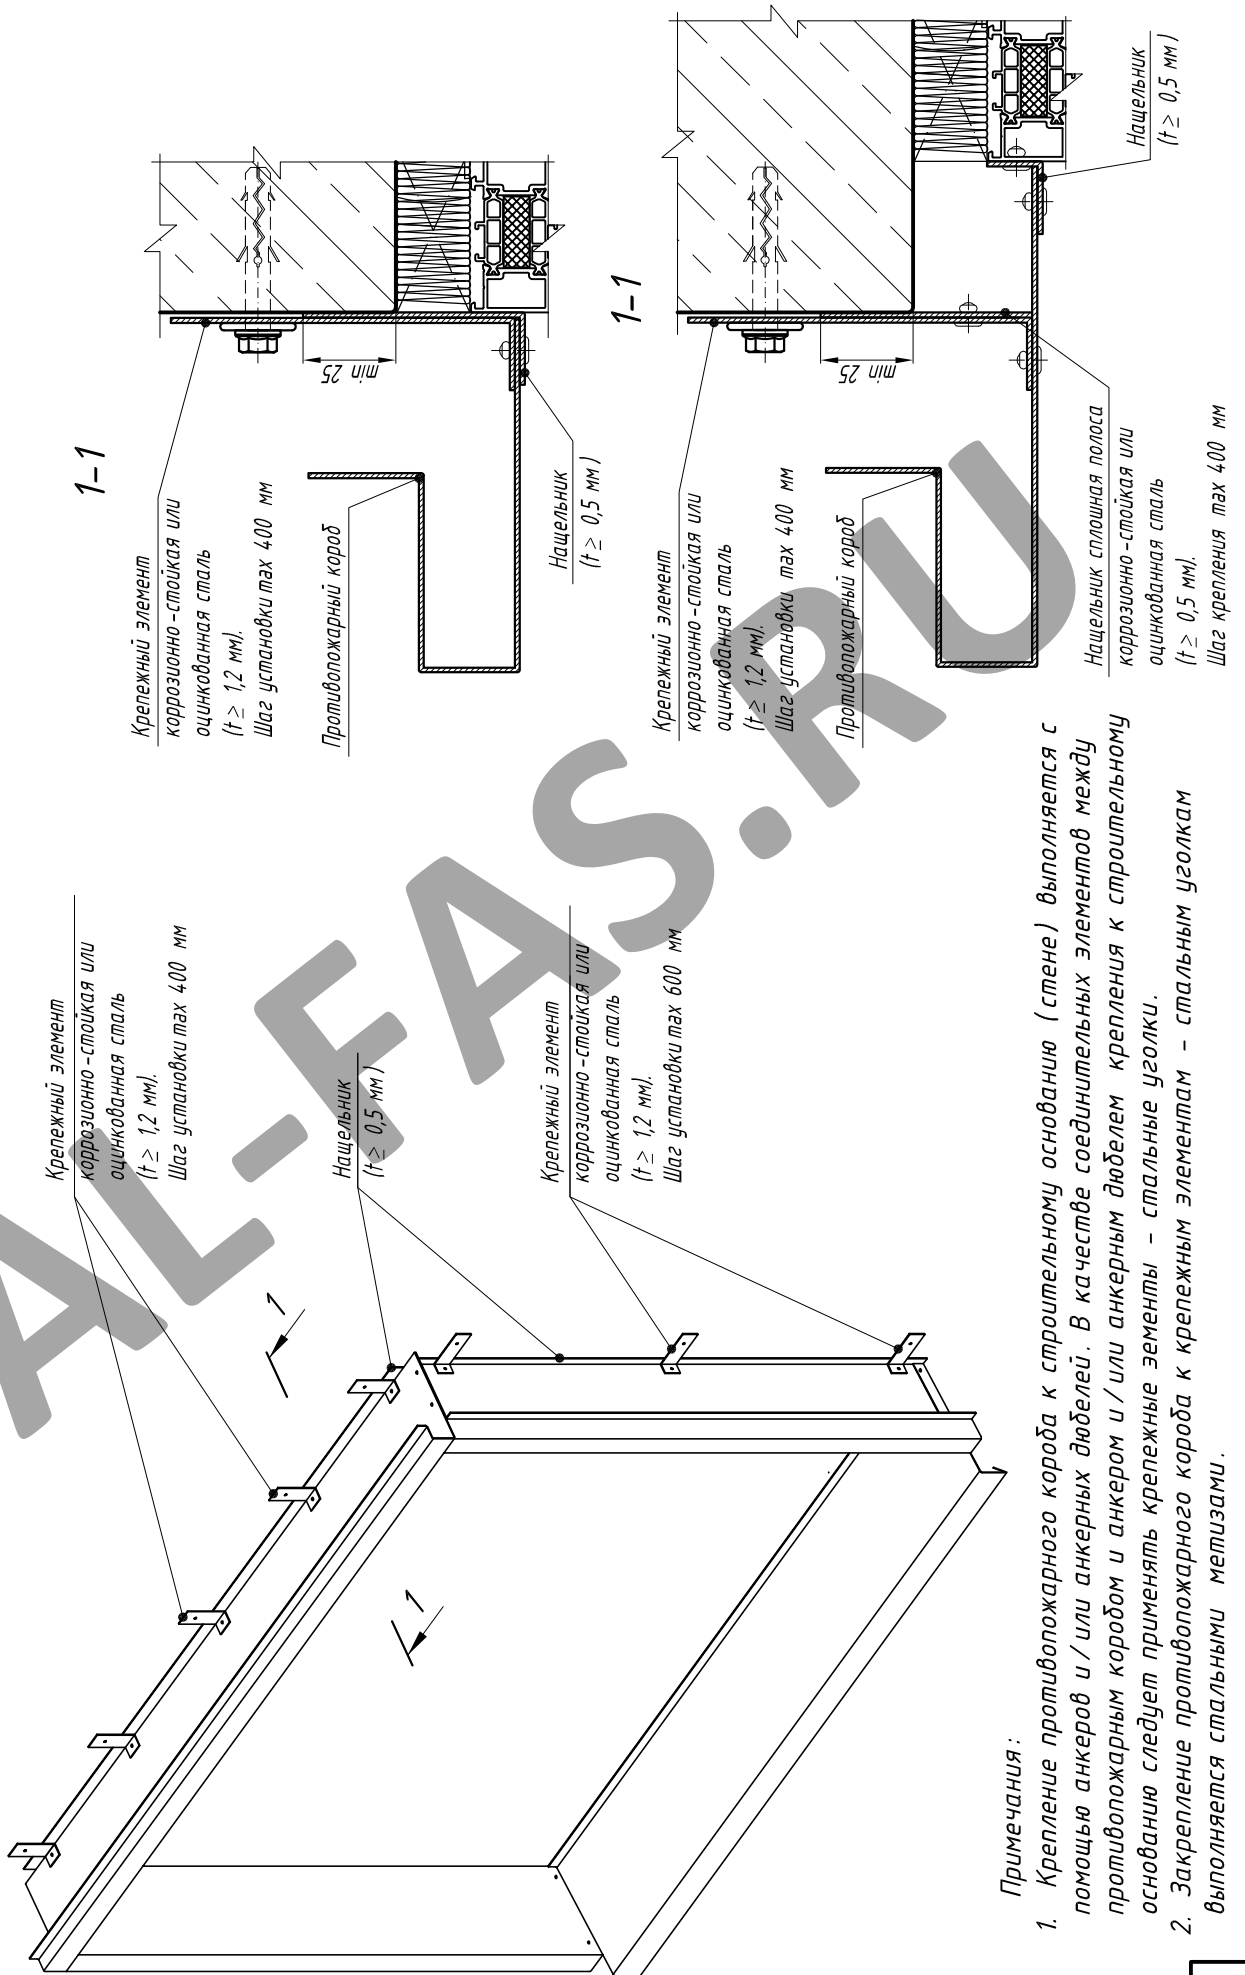 Крепежный элемент
коррозионно-стойкая или
оцинкованная сталь
(t ≥ 1,2 мм).
Шаг установки max 400 мм
Нащельник
(t ≥ 0,5 мм)
Крепежный элемент
коррозионно-стойкая или
оцинкованная сталь
(t ≥ 1,2 мм).
Шаг установки max 600 мм
1
1
1-1
Крепежный элемент
коррозионно-стойкая или
оцинкованная сталь
(t ≥ 1,2 мм).
Шаг установки max 400 мм
Противопожарный короб
min 25
Нащельник
(t ≥ 0,5 мм)
1-1
Крепежный элемент
коррозионно-стойкая или
оцинкованная сталь
(t ≥ 1,2 мм).
Шаг установки max 400 мм
Противопожарный короб
min 25
Нащельник
(t ≥ 0,5 мм)
Нащельник сплошная полоса
коррозионно-стойкая или
оцинкованная сталь
(t ≥ 0,5 мм).
Шаг крепления max 400 мм
Примечания:
1. Крепление противопожарного короба к строительному основанию (стене) выполняется с
помощью анкеров и/или анкерных дюбелей. В качестве соединительных элементов между
противопожарным коробом и анкером и/или анкерным дюбелем крепления к строительному
основанию следует применять крепежные зементы - стальные уголки.
2. Закрепление противопожарного короба к крепежным элементам - стальным уголкам
выполняется стальными метизами.
AL-FAS.RU